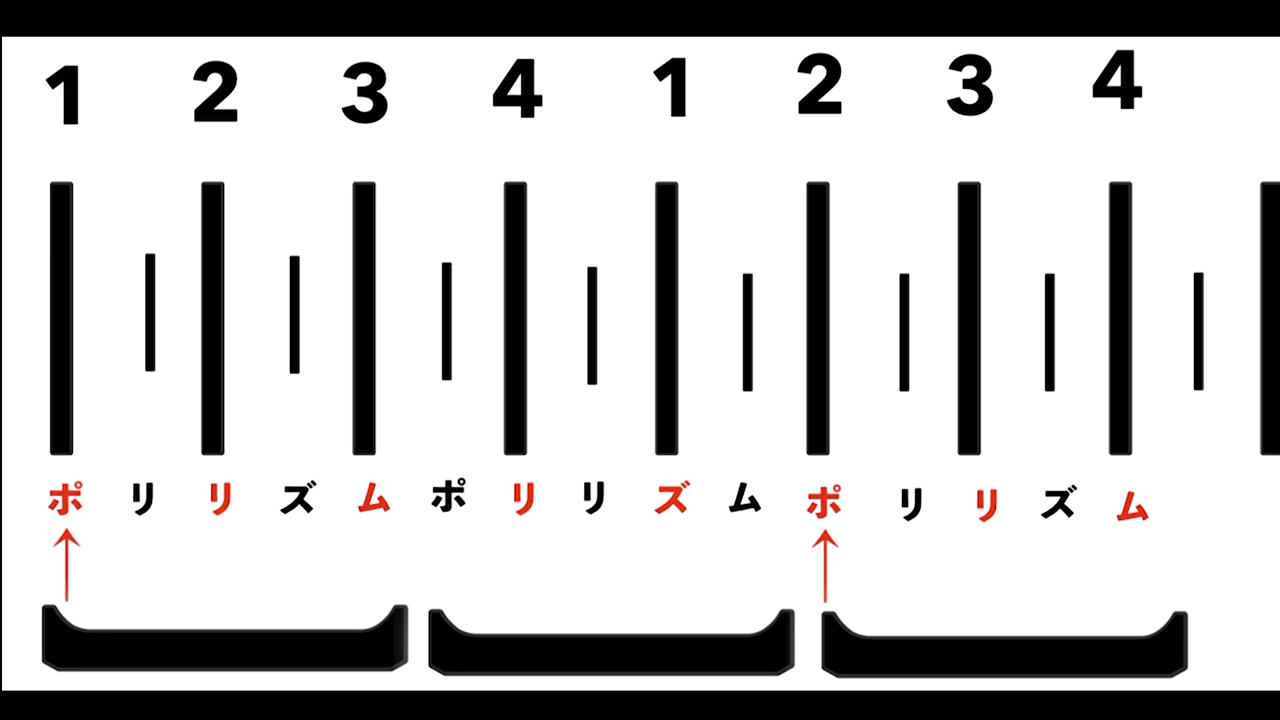 1 2 3 4 1 2 3 4
ポ リ リ ズ ム ポ リ リ ズ ム ポ リ リ ズ ム